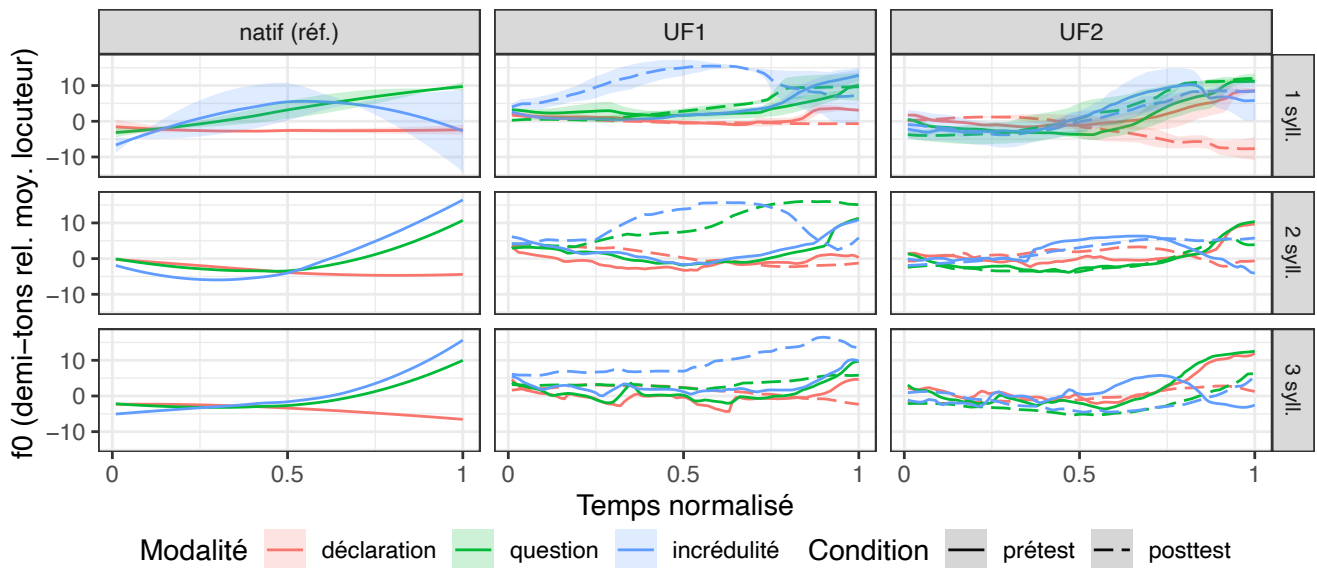 natif (réf.) UF1 UF2
f0 (demi−tons rel. moy. locuteur)
10
0
−10
1 syll.
10
0
−10
2 syll.
10
0
−10
3 syll.
0 0.5 1 0 0.5 1 0 0.5 1
Temps normalisé
Modalité déclaration question incrédulité Condition prétest posttest